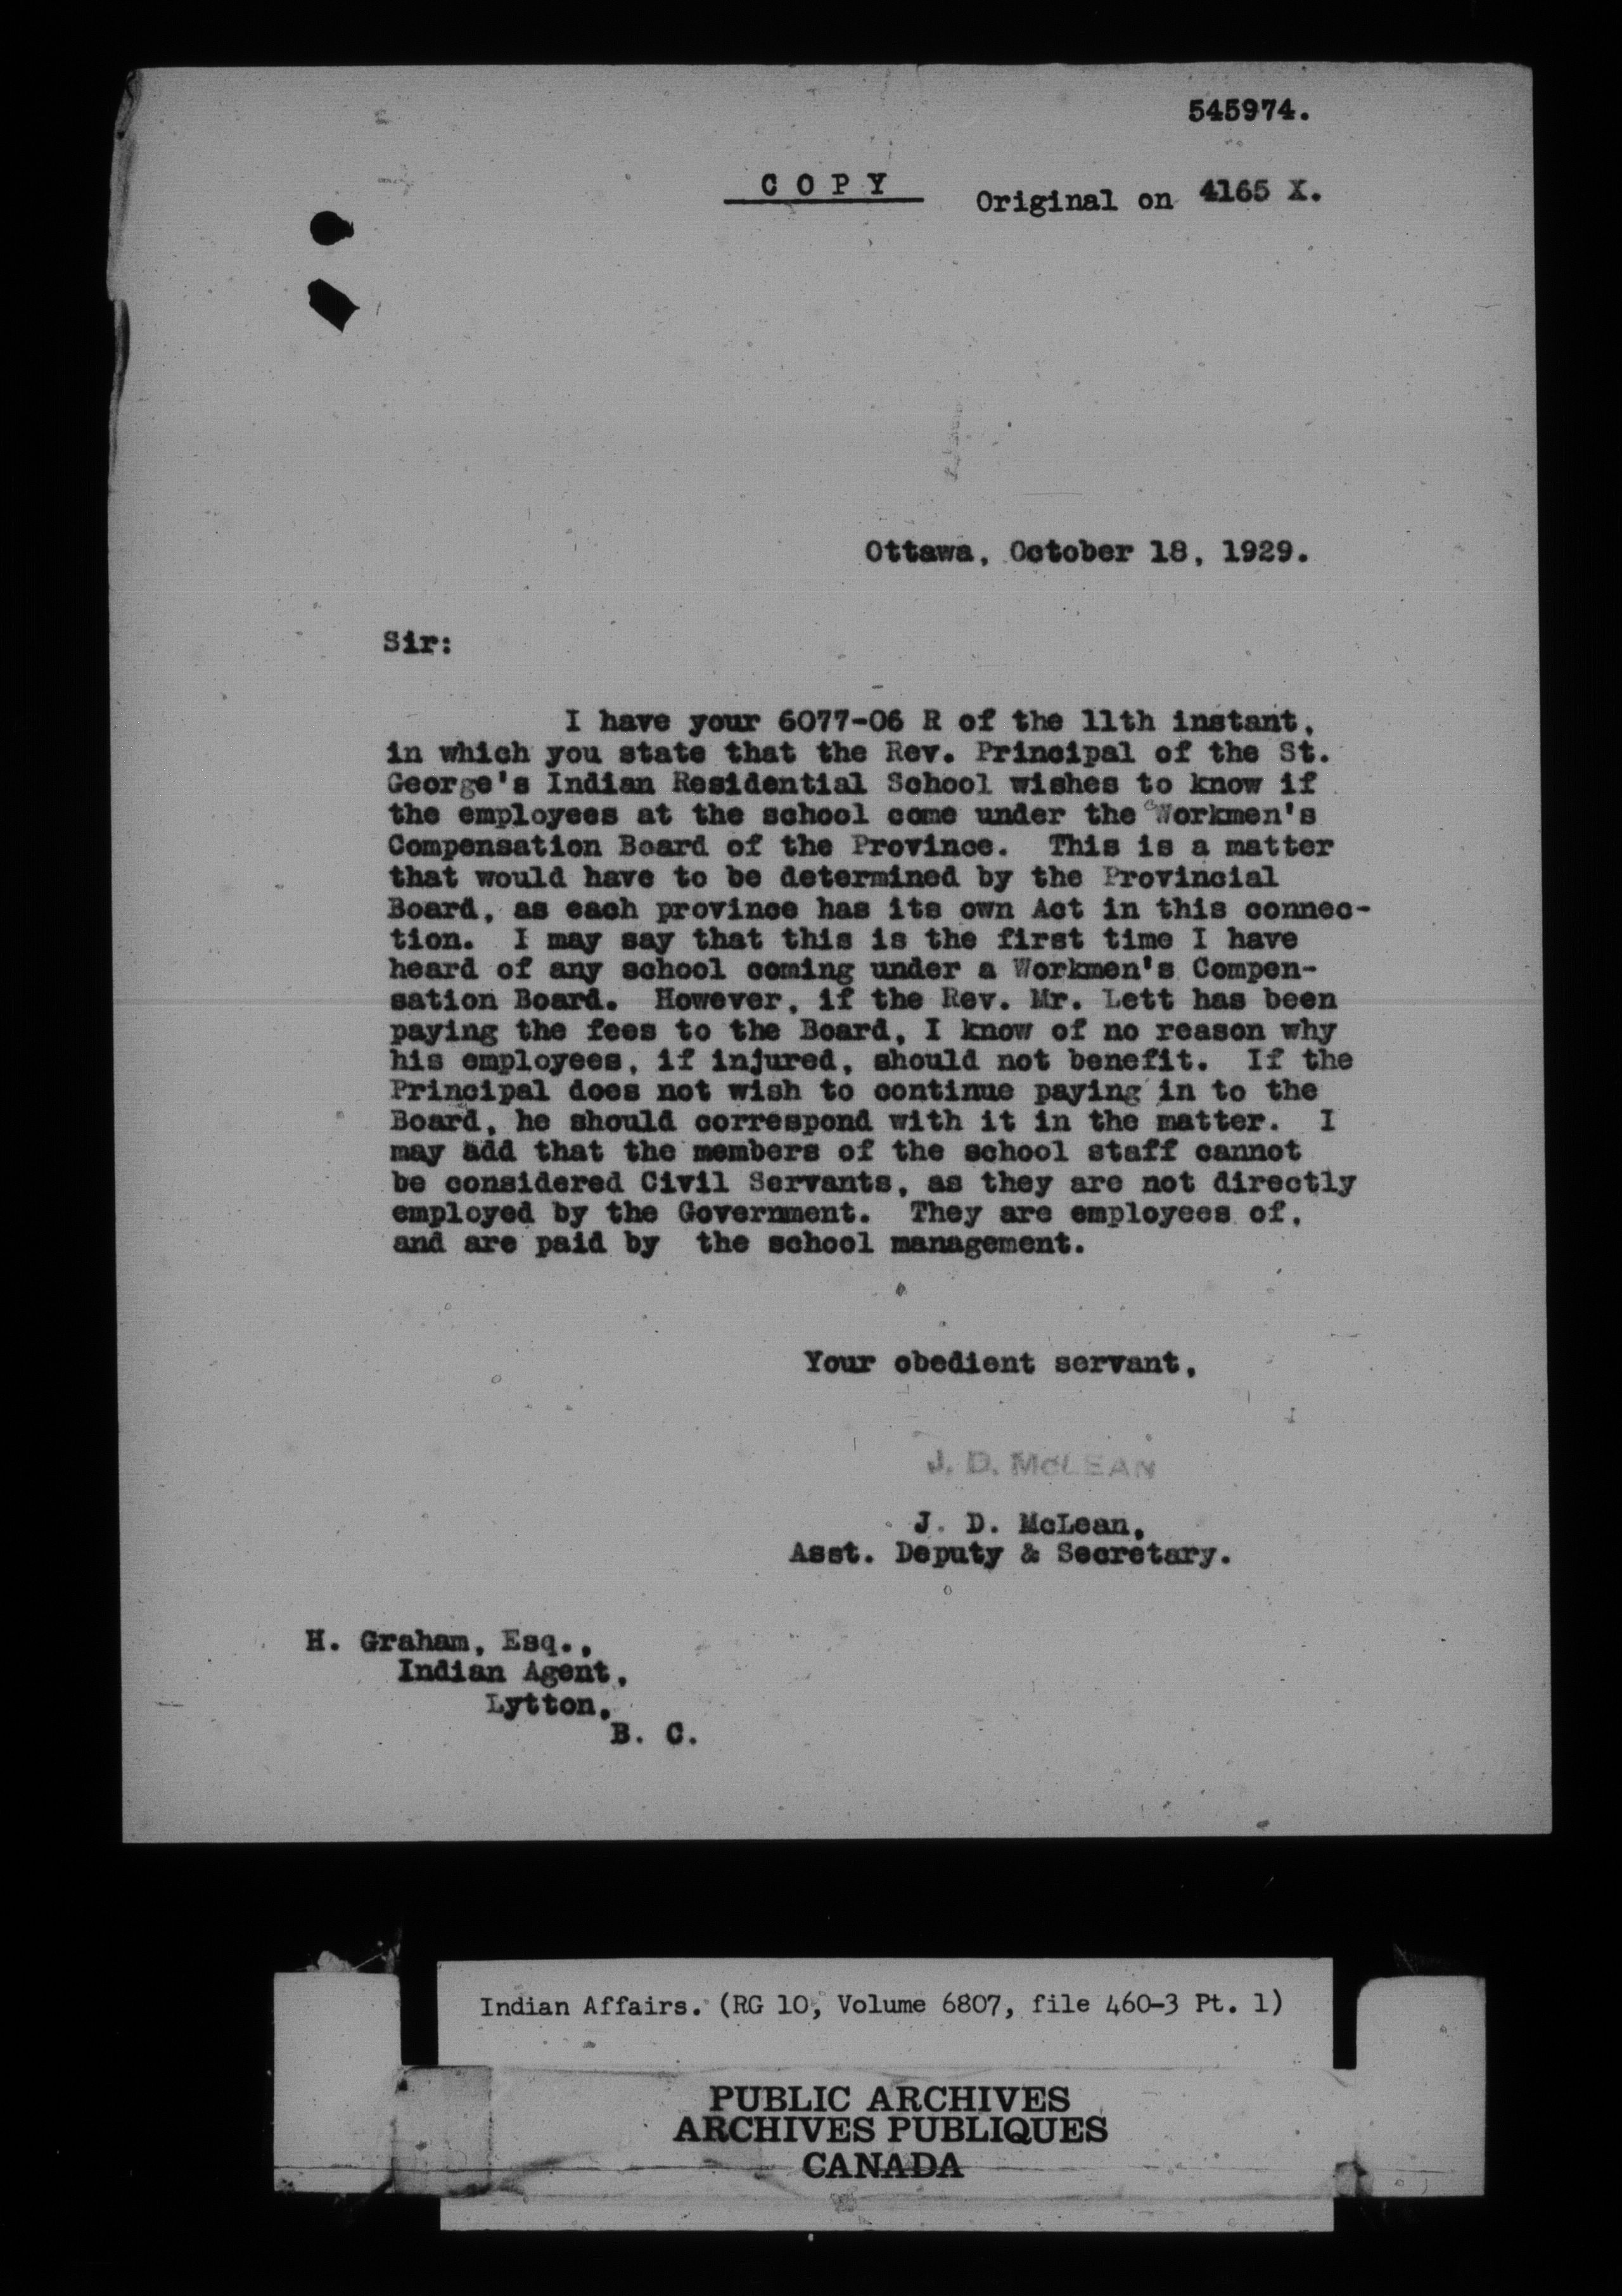 545974.
C O P Y
Original on 4165 X.
Ottawa, October 18, 1929.
Sir:
I have your 6077-06 R of the 11th instant,
in which you state that the Rev. Principal of the St.
George's Indian Residential School wishes to know if
the employees at the school come under the Workmen's
Compensation Board of the Province. This is a matter
that would have to be determined by the Provincial
Board, as each province has its own Act in this connec-
tion. I may say that this is the first time I have
heard of any school coming under a Workmen's Compen-
sation Board. However, if the Rev. Mr. Lett has been
paying the fees to the Board, I know of no reason why
his employees, if injured, should not benefit. If the
Principal does not wish to continue paying in to the
Board, he should correspond with it in the matter. I
may add that the members of the school staff cannot
be considered Civil Servants, as they are not directly
employed by the Government. They are employees of,
and are paid by the school management.
Your obedient servant,
J. D. McLEAN
J. D. McLean,
Asst. Deputy & Secretary.
H. Graham, Esq.,
Indian Agent,
Lytton,
B. C.
Indian Affairs. (RG 10, Volume 6807, file 460-3 Pt. 1)
PUBLIC ARCHIVES
ARCHIVES PUBLIQUES
CANADA